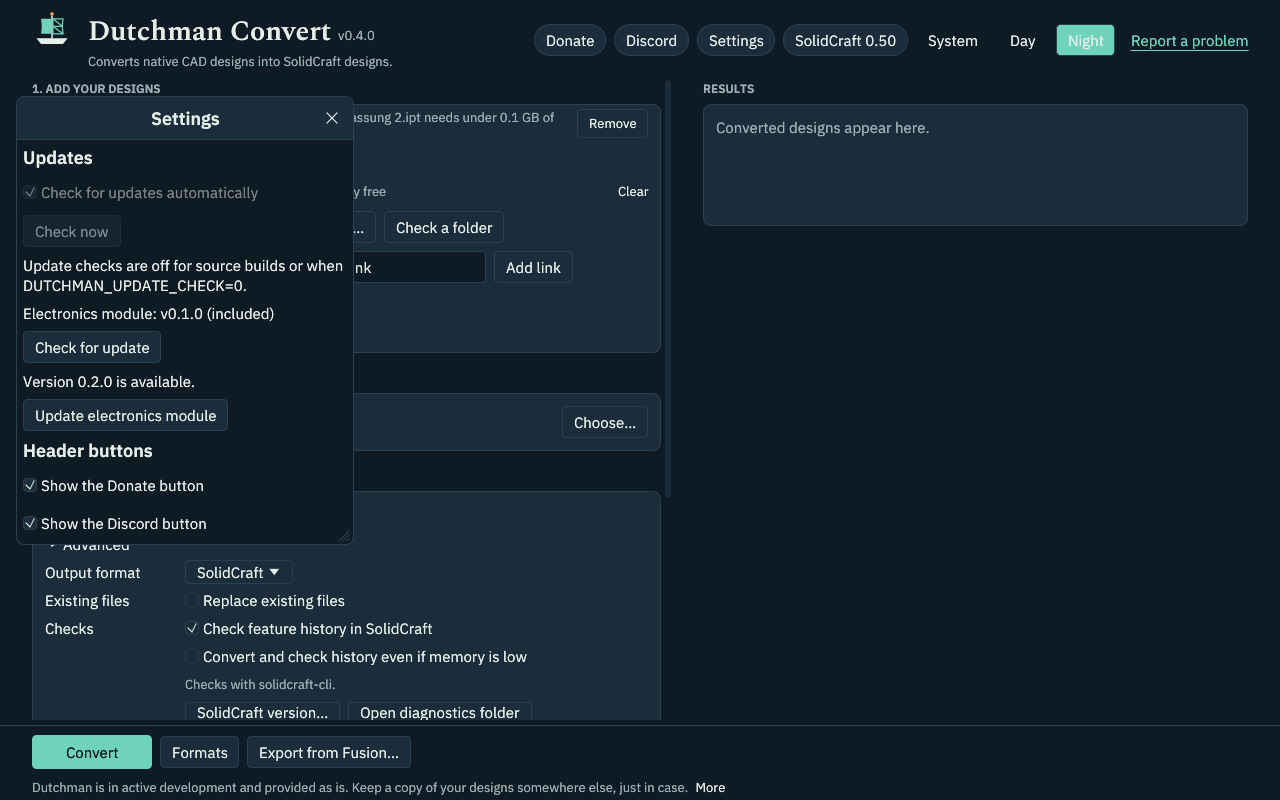 Dutchman Convert v0.4.0
Converts native CAD designs into SolidCraft designs.
Donate
Discord
Settings
SolidCraft 0.50
System
Day
Night
Report a problem
1. ADD YOUR DESIGNS
RESULTS
Settings
assung 2.ipt needs under 0.1 GB of
Remove
Converted designs appear here.
Updates
Check for updates automatically
y free
Clear
Check now
...
Check a folder
Update checks are off for source builds or when
DUTCHMAN_UPDATE_CHECK=0.
nk
Add link
Electronics module: v0.1.0 (included)
Check for update
Version 0.2.0 is available.
Update electronics module
Choose...
Header buttons
Show the Donate button
Show the Discord button
Advanced
Output format
SolidCraft
Existing files
Replace existing files
Checks
Check feature history in SolidCraft
Convert and check history even if memory is low
Checks with solidcraft-cli.
SolidCraft version...
Open diagnostics folder
Convert
Formats
Export from Fusion...
Dutchman is in active development and provided as is. Keep a copy of your designs somewhere else, just in case. More